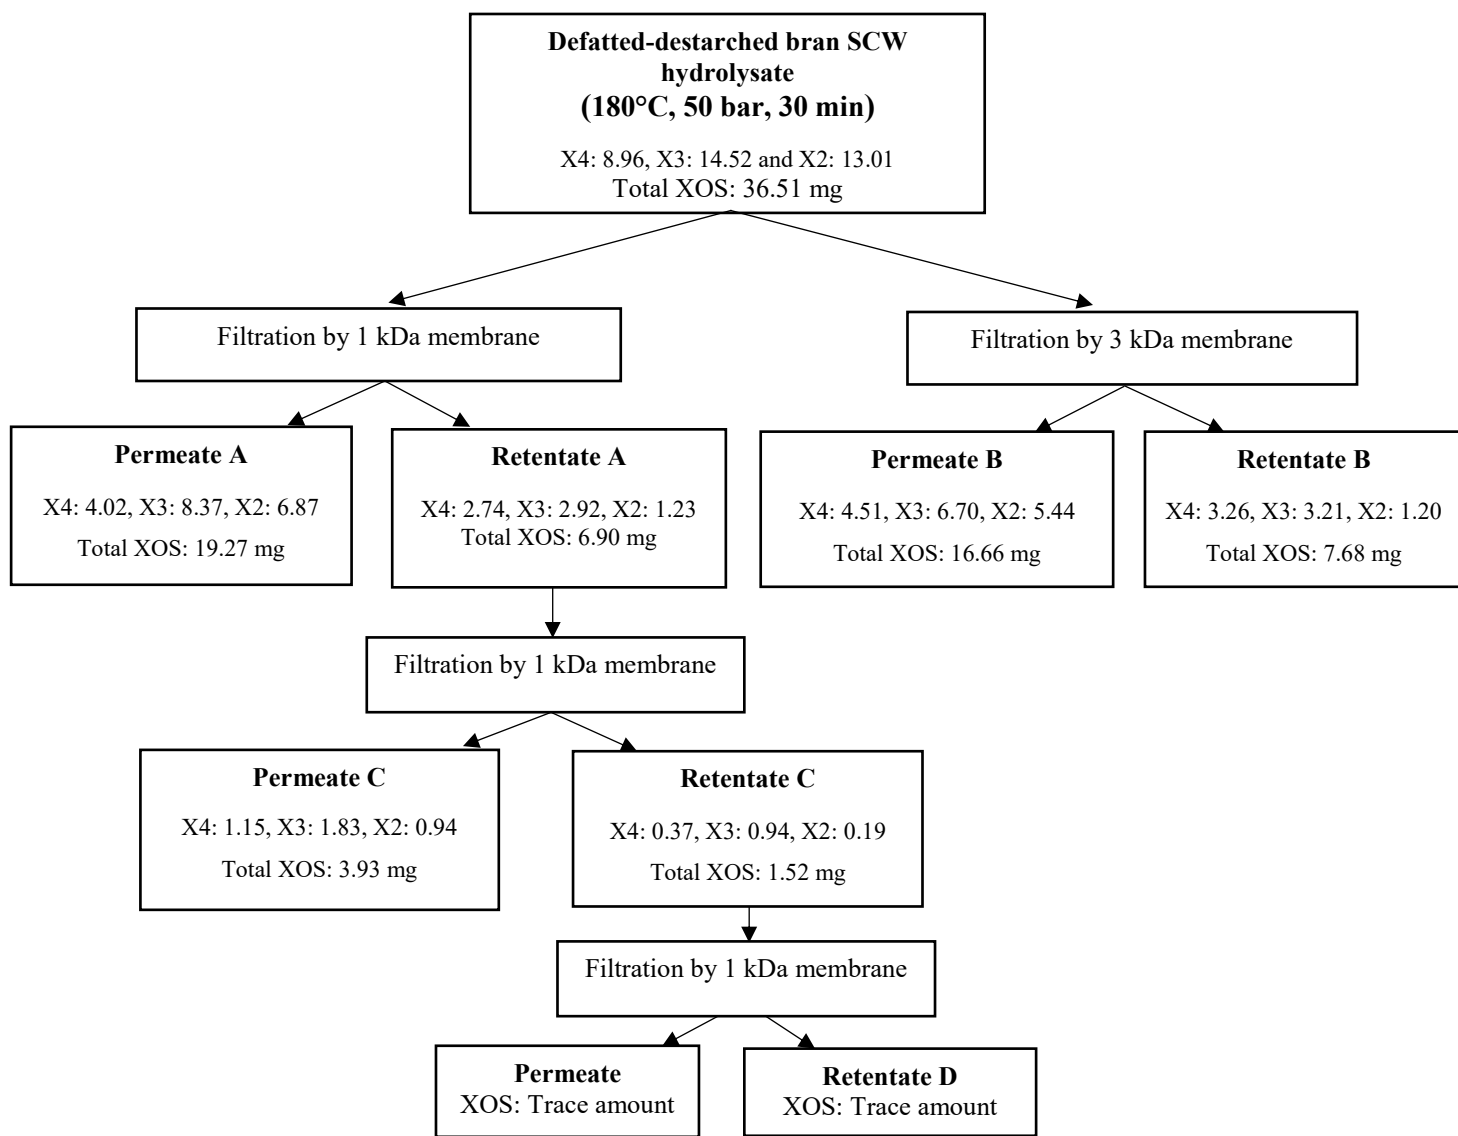 Defatted-destarched bran SCW
hydrolysate
(180°C, 50 bar, 30 min)
X4: 8.96, X3: 14.52 and X2: 13.01
Total XOS: 36.51 mg
Filtration by 1 kDa membrane
Filtration by 3 kDa membrane
Permeate A
X4: 4.02, X3: 8.37, X2: 6.87
Total XOS: 19.27 mg
Retentate A
X4: 2.74, X3: 2.92, X2: 1.23
Total XOS: 6.90 mg
Permeate B
X4: 4.51, X3: 6.70, X2: 5.44
Total XOS: 16.66 mg
Retentate B
X4: 3.26, X3: 3.21, X2: 1.20
Total XOS: 7.68 mg
Filtration by 1 kDa membrane
Permeate C
X4: 1.15, X3: 1.83, X2: 0.94
Total XOS: 3.93 mg
Retentate C
X4: 0.37, X3: 0.94, X2: 0.19
Total XOS: 1.52 mg
Filtration by 1 kDa membrane
Permeate
XOS: Trace amount
Retentate D
XOS: Trace amount